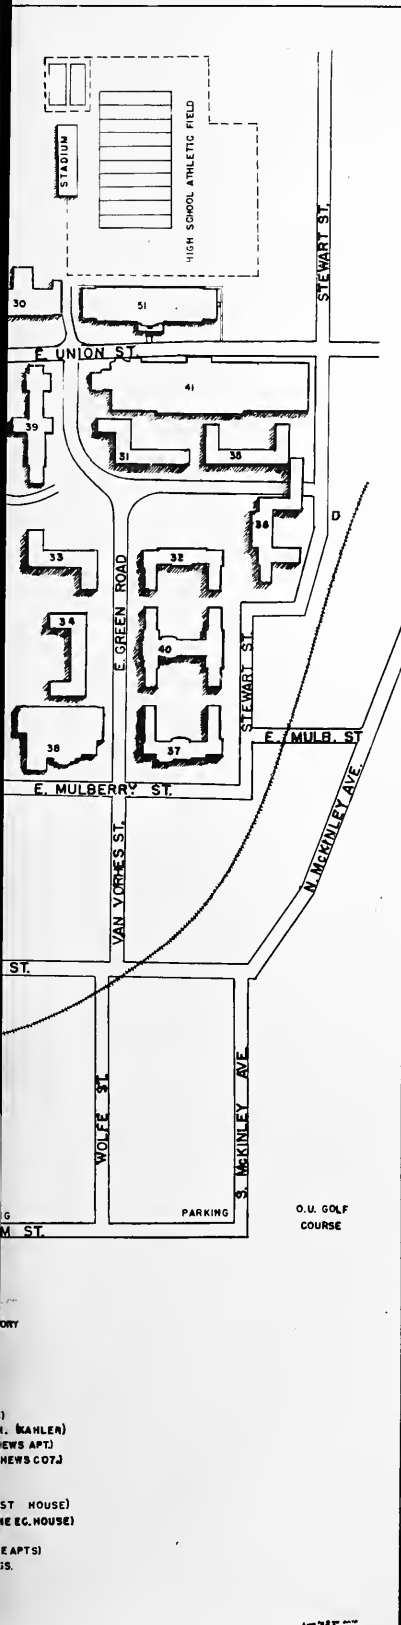 STADIUM
HIGH SCHOOL ATHLETIC FIELD
STEWART ST.
30
51
E. UNION ST.
41
39
31
35
36
D
33
32
E. GREEN ROAD
34
40
STEWART ST.
38
37
E. MULB. ST
E. MULBERRY ST.
N. McKINLEY AVE.
VAN VORHES ST.
ST.
WOLFE ST.
S. McKINLEY AVE.
G
PARKING
O.U. GOLF
COURSE
M ST.
ORY
)
(KAHLER)
EWS APT.)
HEWS COT.)
ST HOUSE)
ME EC. HOUSE)
E APTS)
GS.